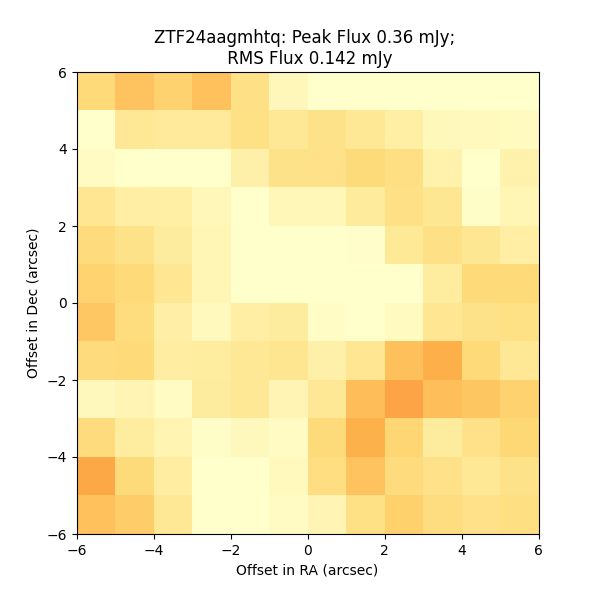 ZTF24aagmhtq: Peak Flux 0.36 mJy;
RMS Flux 0.142 mJy
6
4
2
0
−2
−4
−6
Offset in Dec (arcsec)
−6 −4 −2 0 2 4 6
Offset in RA (arcsec)